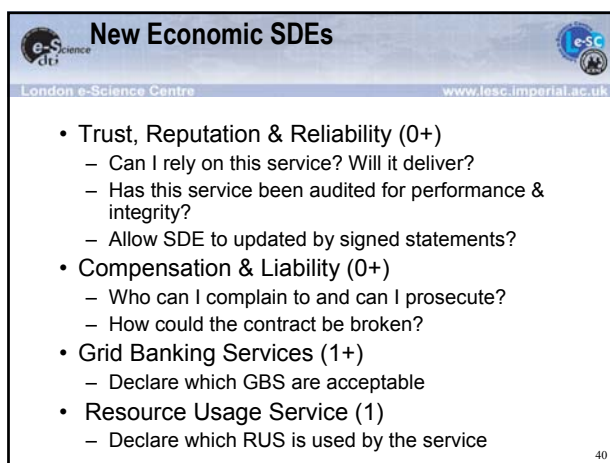 e-Science
dti
New Economic SDEs
e-SC
London e-Science Centre
www.lesc.imperial.ac.uk
• Trust, Reputation & Reliability (0+)
– Can I rely on this service? Will it deliver?
– Has this service been audited for performance &
integrity?
– Allow SDE to updated by signed statements?
• Compensation & Liability (0+)
– Who can I complain to and can I prosecute?
– How could the contract be broken?
• Grid Banking Services (1+)
– Declare which GBS are acceptable
• Resource Usage Service (1)
– Declare which RUS is used by the service
40